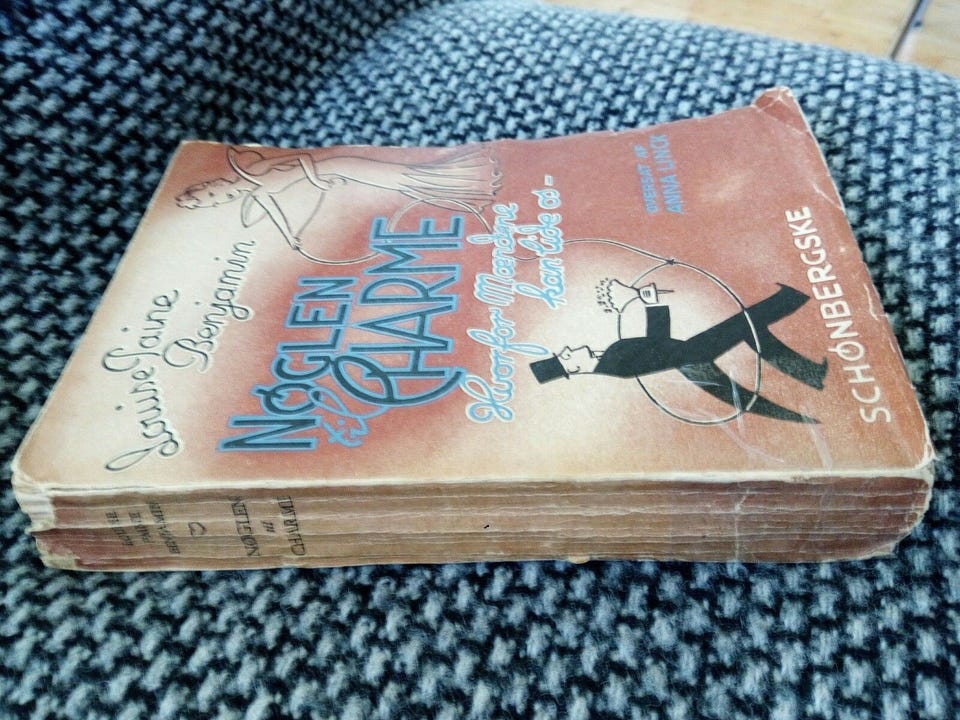 Louise Paine
Benjamin
NØGLEN
til
CHARME
Hvorfor Mændene
kan lide os -
OVERSAT AF
ANNA LINCK
SCHØNBERGSKE
LOUISE
PAINE
BENJAMIN
NØGLEN
til
CHARME